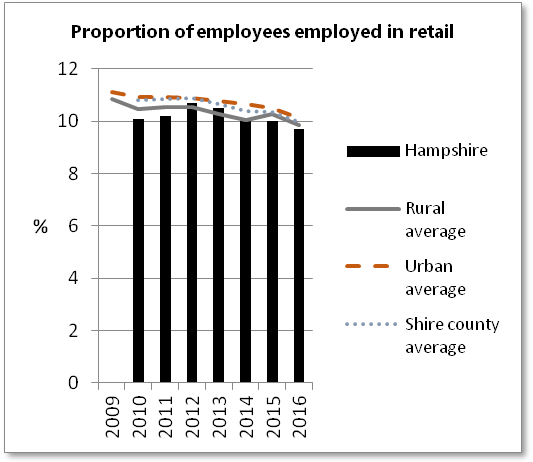 Proportion of employees employed in retail
12
10
8
6
4
2
0
%
2009
2010
2011
2012
2013
2014
2015
2016
Hampshire
Rural
average
Urban
average
Shire county
average